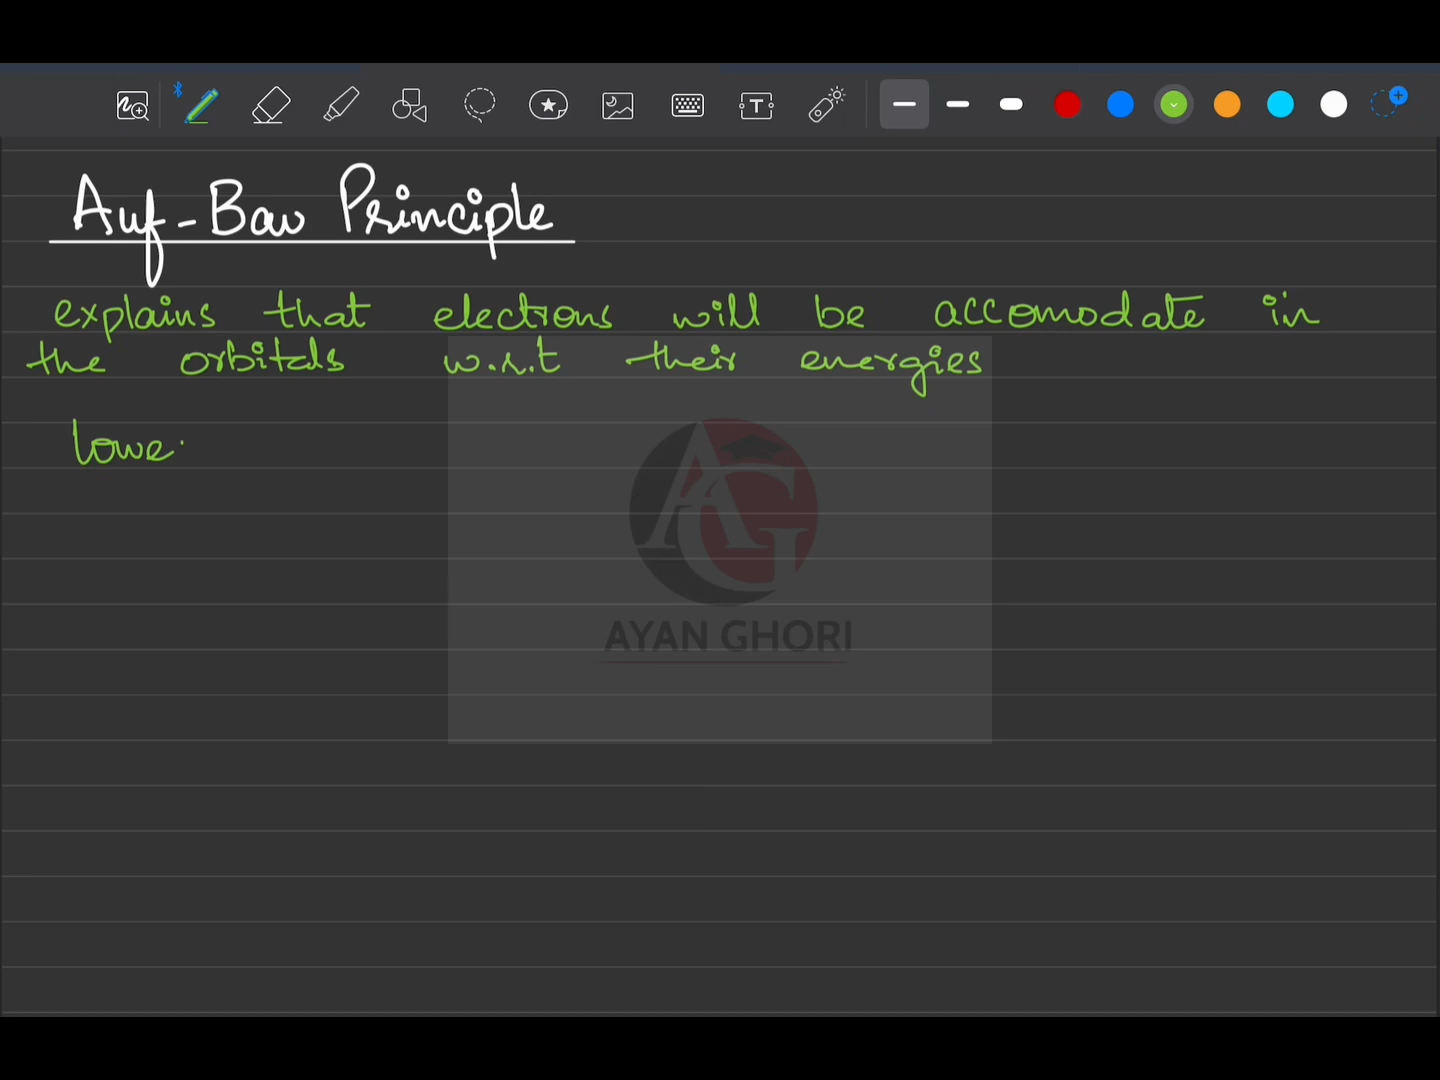 Auf-Bau Principle
explains that electrons will be accomodate in
the orbitals w.r.t their energies
lowe
AYAN GHORI